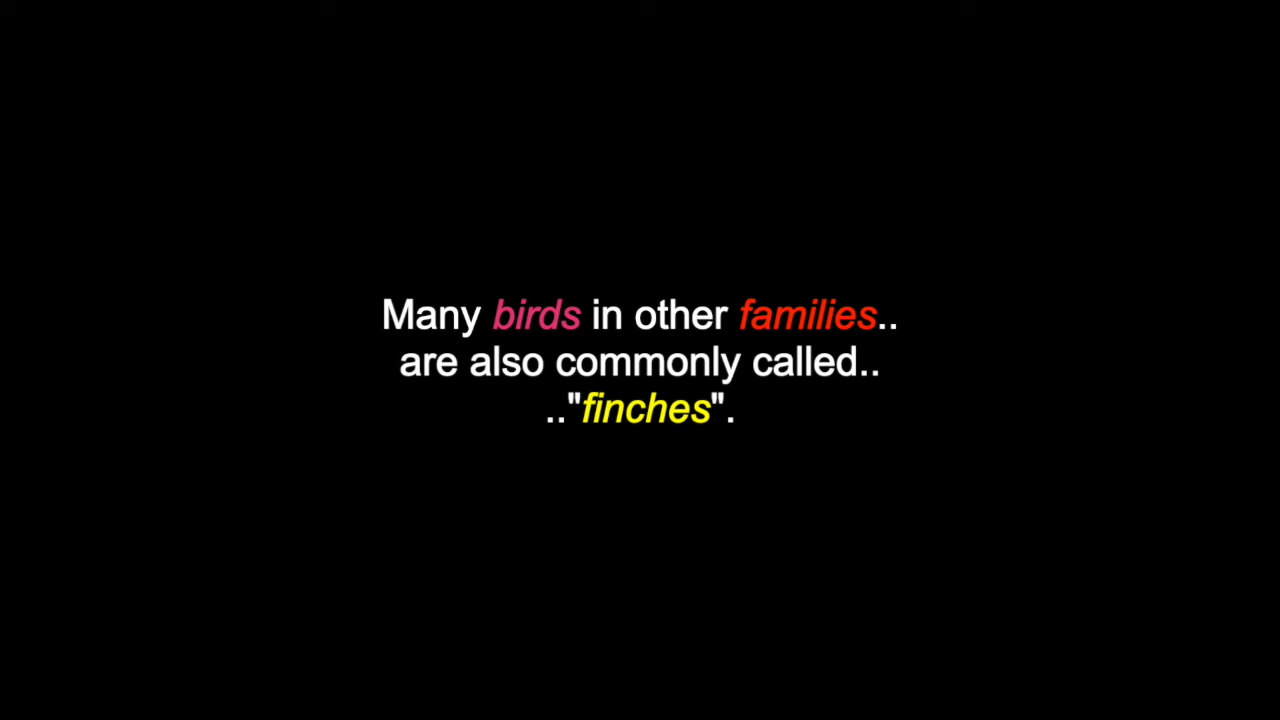 Many birds in other families..
are also commonly called..
.."finches".